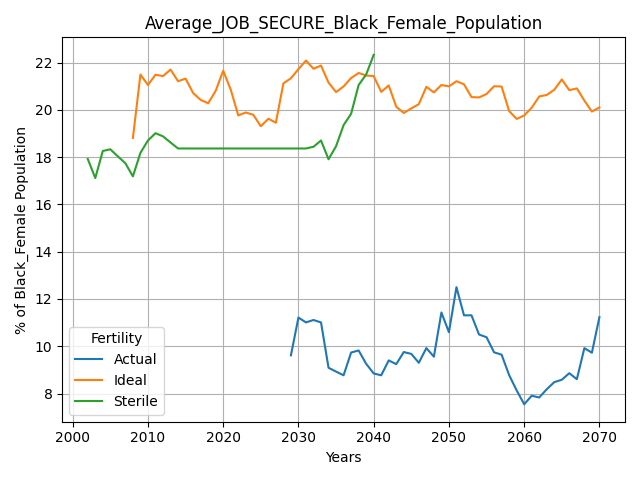 Average_JOB_SECURE_Black_Female_Population
% of Black_Female Population
22
20
18
16
14
12
10
8
Fertility
Actual
Ideal
Sterile
2000 2010 2020 2030 2040 2050 2060 2070
Years